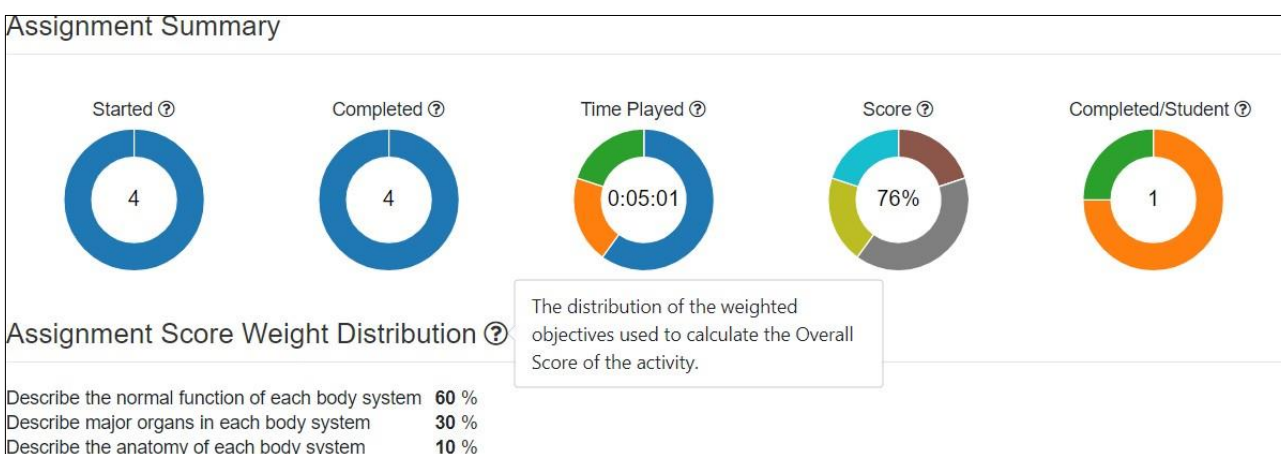 Assignment Summary
Started ?
Completed ?
Time Played ?
Score ?
Completed/Student ?
4
4
0:05:01
76%
1
Assignment Score Weight Distribution ?
The distribution of the weighted
objectives used to calculate the Overall
Score of the activity.
Describe the normal function of each body system 60 %
Describe major organs in each body system 30 %
Describe the anatomy of each body system 10 %